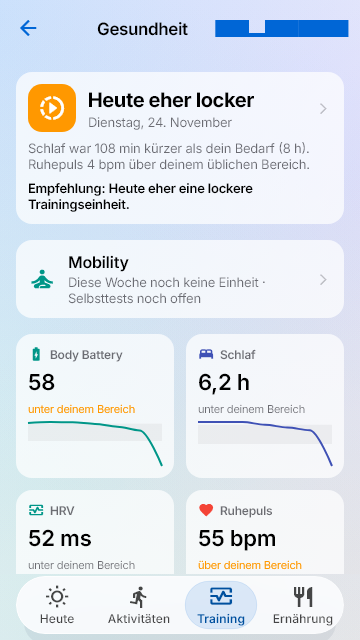 Gesundheit
Heute eher locker
Dienstag, 24. November
Schlaf war 108 min kürzer als dein Bedarf (8 h).
Ruhepuls 4 bpm über deinem üblichen Bereich.
Empfehlung: Heute eher eine lockere
Trainingseinheit.
Mobility
Diese Woche noch keine Einheit ·
Selbsttests noch offen
Body Battery
58
unter deinem Bereich
Schlaf
6,2 h
unter deinem Bereich
HRV
52 ms
unter deinem Bereich
Ruhepuls
55 bpm
über deinem Bereich
Heute
Aktivitäten
Training
Ernährung